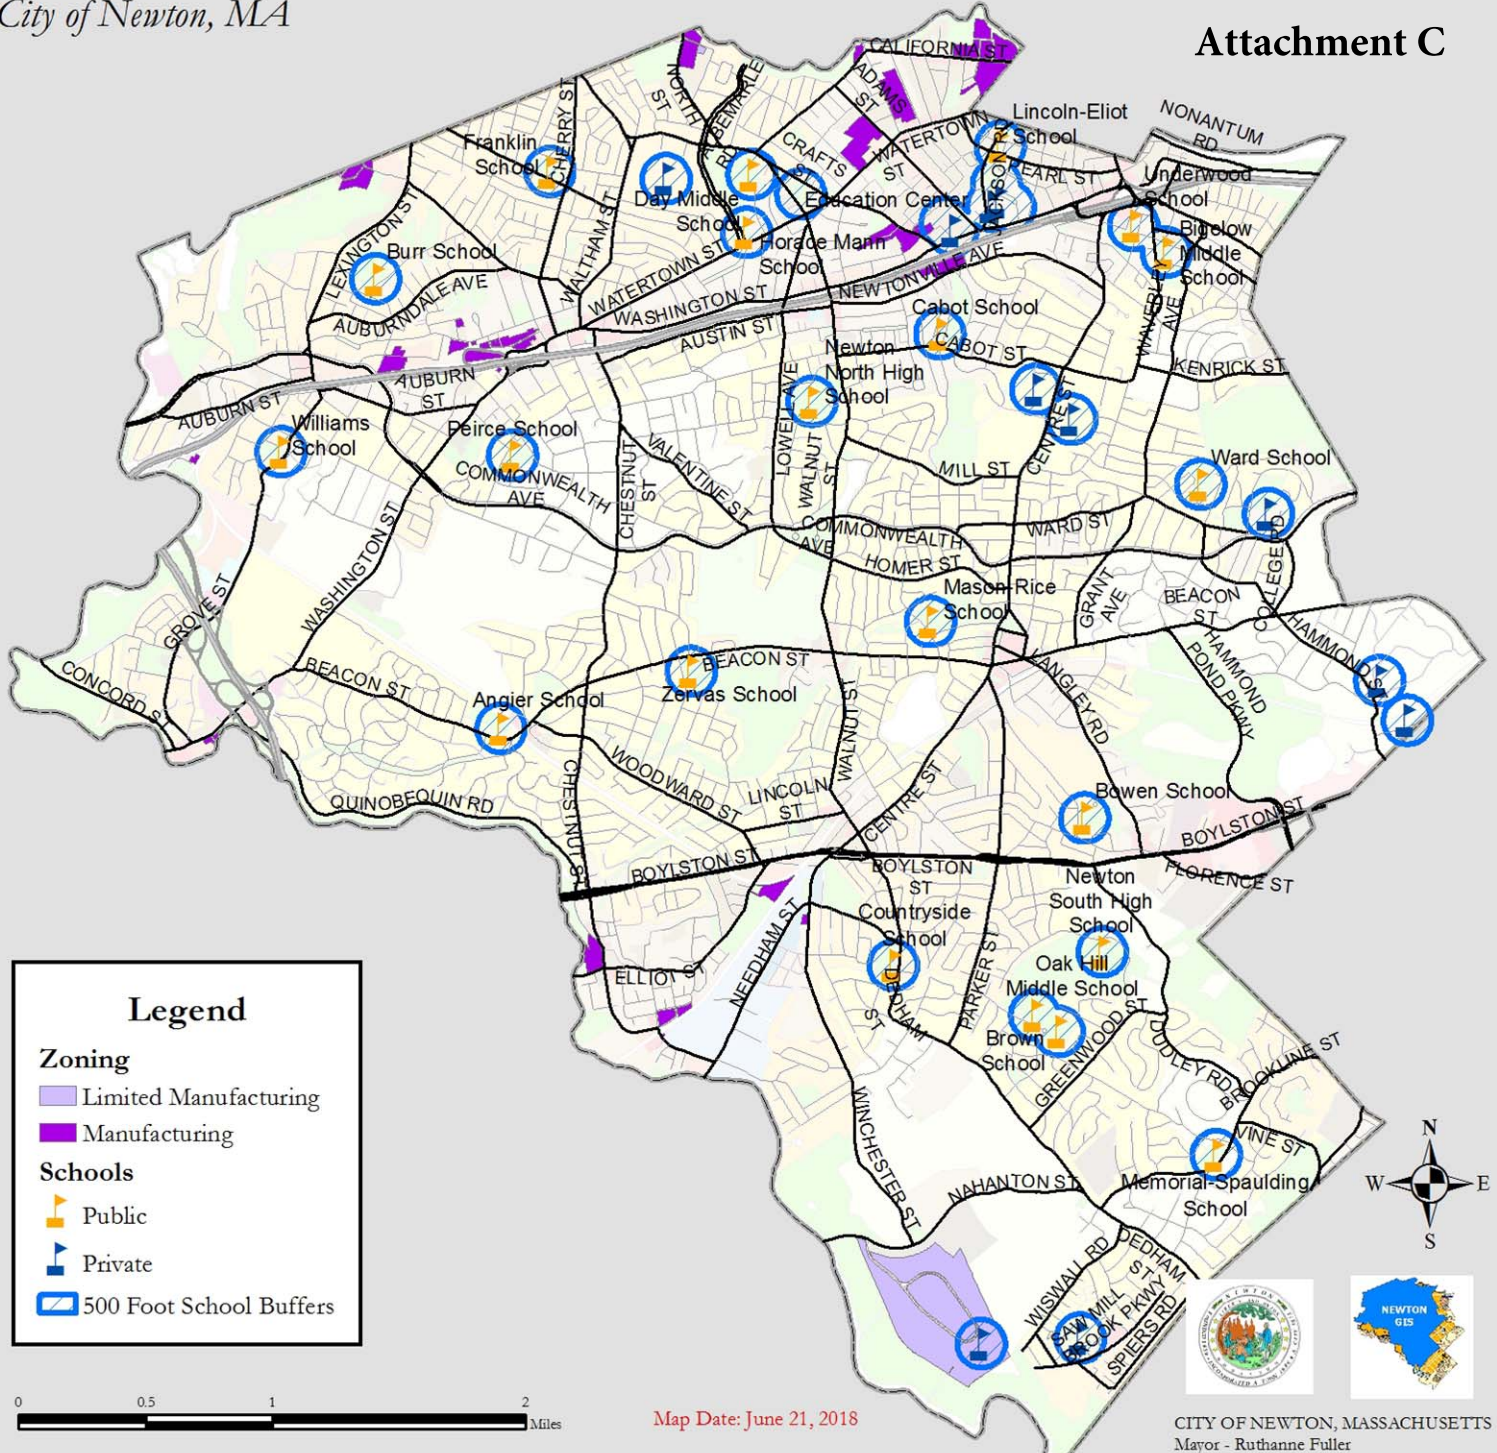 City of Newton, MA
Attachment C
CALIFORNIA ST
NORTH
ST
ALBEMARLE
RD
ADAMS
ST
CHERRY ST
Franklin
School
CRAFTS
ST
WATERTOWN
ST
Lincoln-Eliot
School
NONANTUM
RD
JACKSON RD
PEARL ST
Underwood
School
Day Middle
School
Education Center
LEXINGTON ST
Burr School
WALTHAM ST
WATERTOWN ST
Horace Mann
School
Bigelow
Middle
School
AUBURNDALE AVE
WASHINGTON ST
NEWTONVILLE AVE
AUSTIN ST
Cabot School
CABOT ST
WAVERLEY
AVE
Newton
North High
School
KENRICK ST
AUBURN
ST
AUBURN ST
Williams
School
Peirce School
COMMONWEALTH
AVE
CHESTNUT
ST
VALENTINE ST
LOWELL AVE
WALNUT
ST
MILL ST
CENTRE ST
Ward School
WASHINGTON ST
COMMONWEALTH
AVE
HOMER ST
WARD ST
COLLEGE RD
GROVE ST
Mason-Rice
School
GRANT
AVE
BEACON
ST
HAMMOND ST
HAMMOND
POND PKWY
CONCORD ST
BEACON ST
BEACON ST
Zervas School
Angier School
LANGLEY RD
WALNUT ST
WOODWARD ST
LINCOLN
ST
CENTRE ST
QUINOBEQUIN RD
CHESTNUT ST
Bowen School
BOYLSTON ST
BOYLSTON ST
BOYLSTON
ST
FLORENCE ST
Newton
South High
School
Countryside
School
NEEDHAM ST
ELLIOT ST
PARKER ST
Oak Hill
Middle School
DEDHAM
ST
Brown
School
GREENWOOD ST
DUDLEY RD
BROOKLINE ST
VINE ST
WINCHESTER ST
NAHANTON ST
Memorial-Spaulding
School
WISWALL RD
DEDHAM
ST
SAW MILL
BROOK PKWY
SPIERS RD
Legend
Zoning
Limited Manufacturing
Manufacturing
Schools
Public
Private
500 Foot School Buffers
N
W
E
S
NEWTON
GIS
0
0.5
1
2
Miles
Map Date: June 21, 2018
CITY OF NEWTON, MASSACHUSETTS
Mayor - Ruthanne Fuller